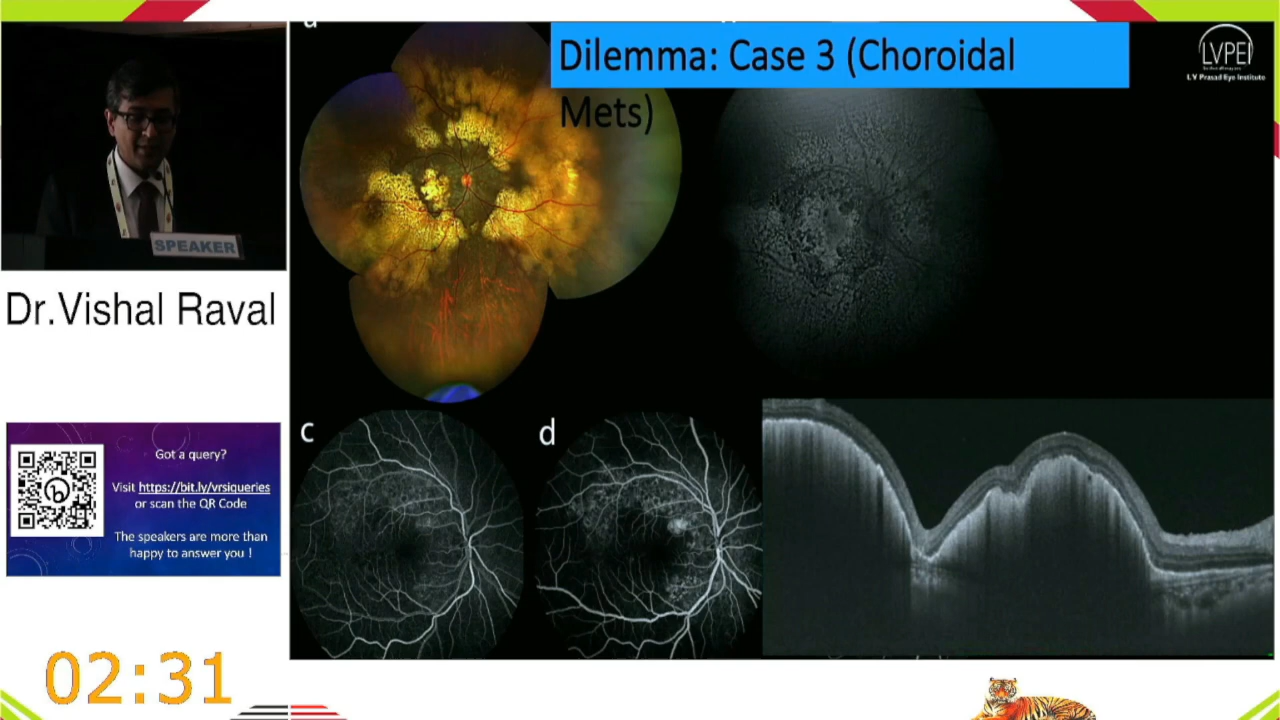 Dilemma: Case 3 (Choroidal
Mets)
LVPEI
L V Prasad Eye Institute
SPEAKER
Dr.Vishal Raval
Got a query?
Visit https://bit.ly/vrsiqueries
or scan the QR Code
The speakers are more than
happy to answer you !
c
d
02:31